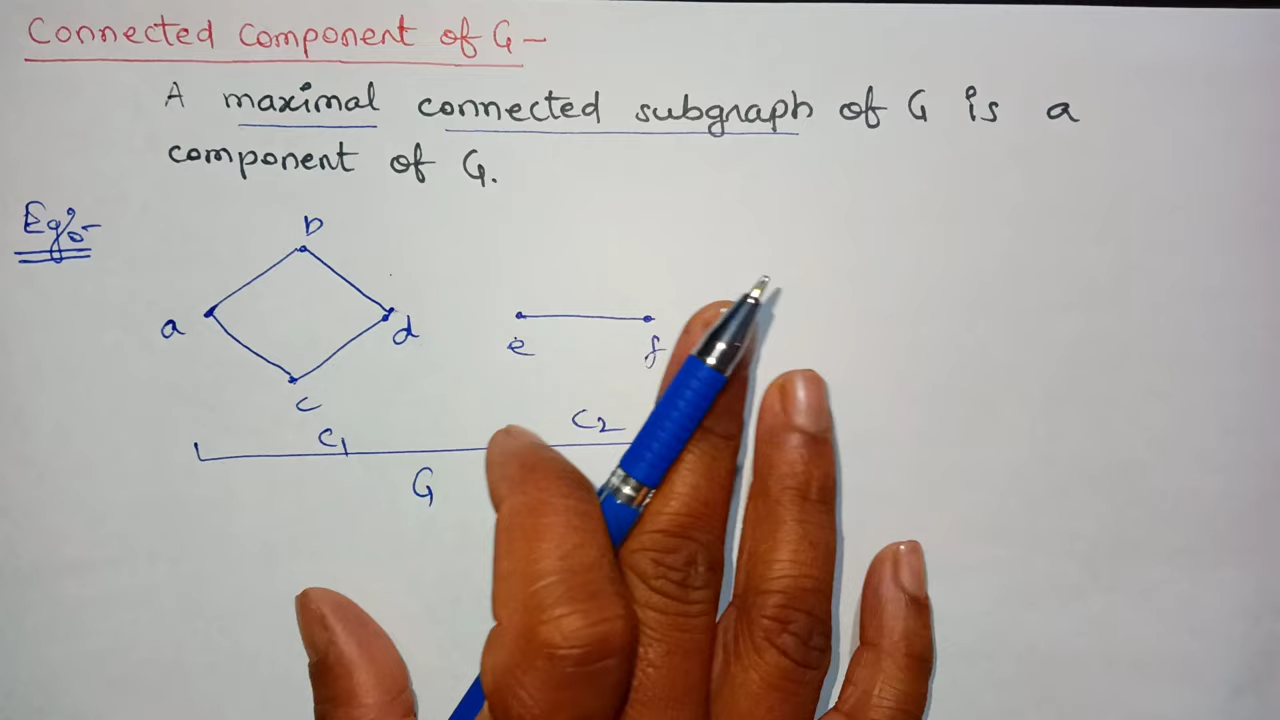 Connected Component of G-
A maximal connected subgraph of G is a
component of G.
Eg:-
b
a
d
e
f
c
C1
C2
G